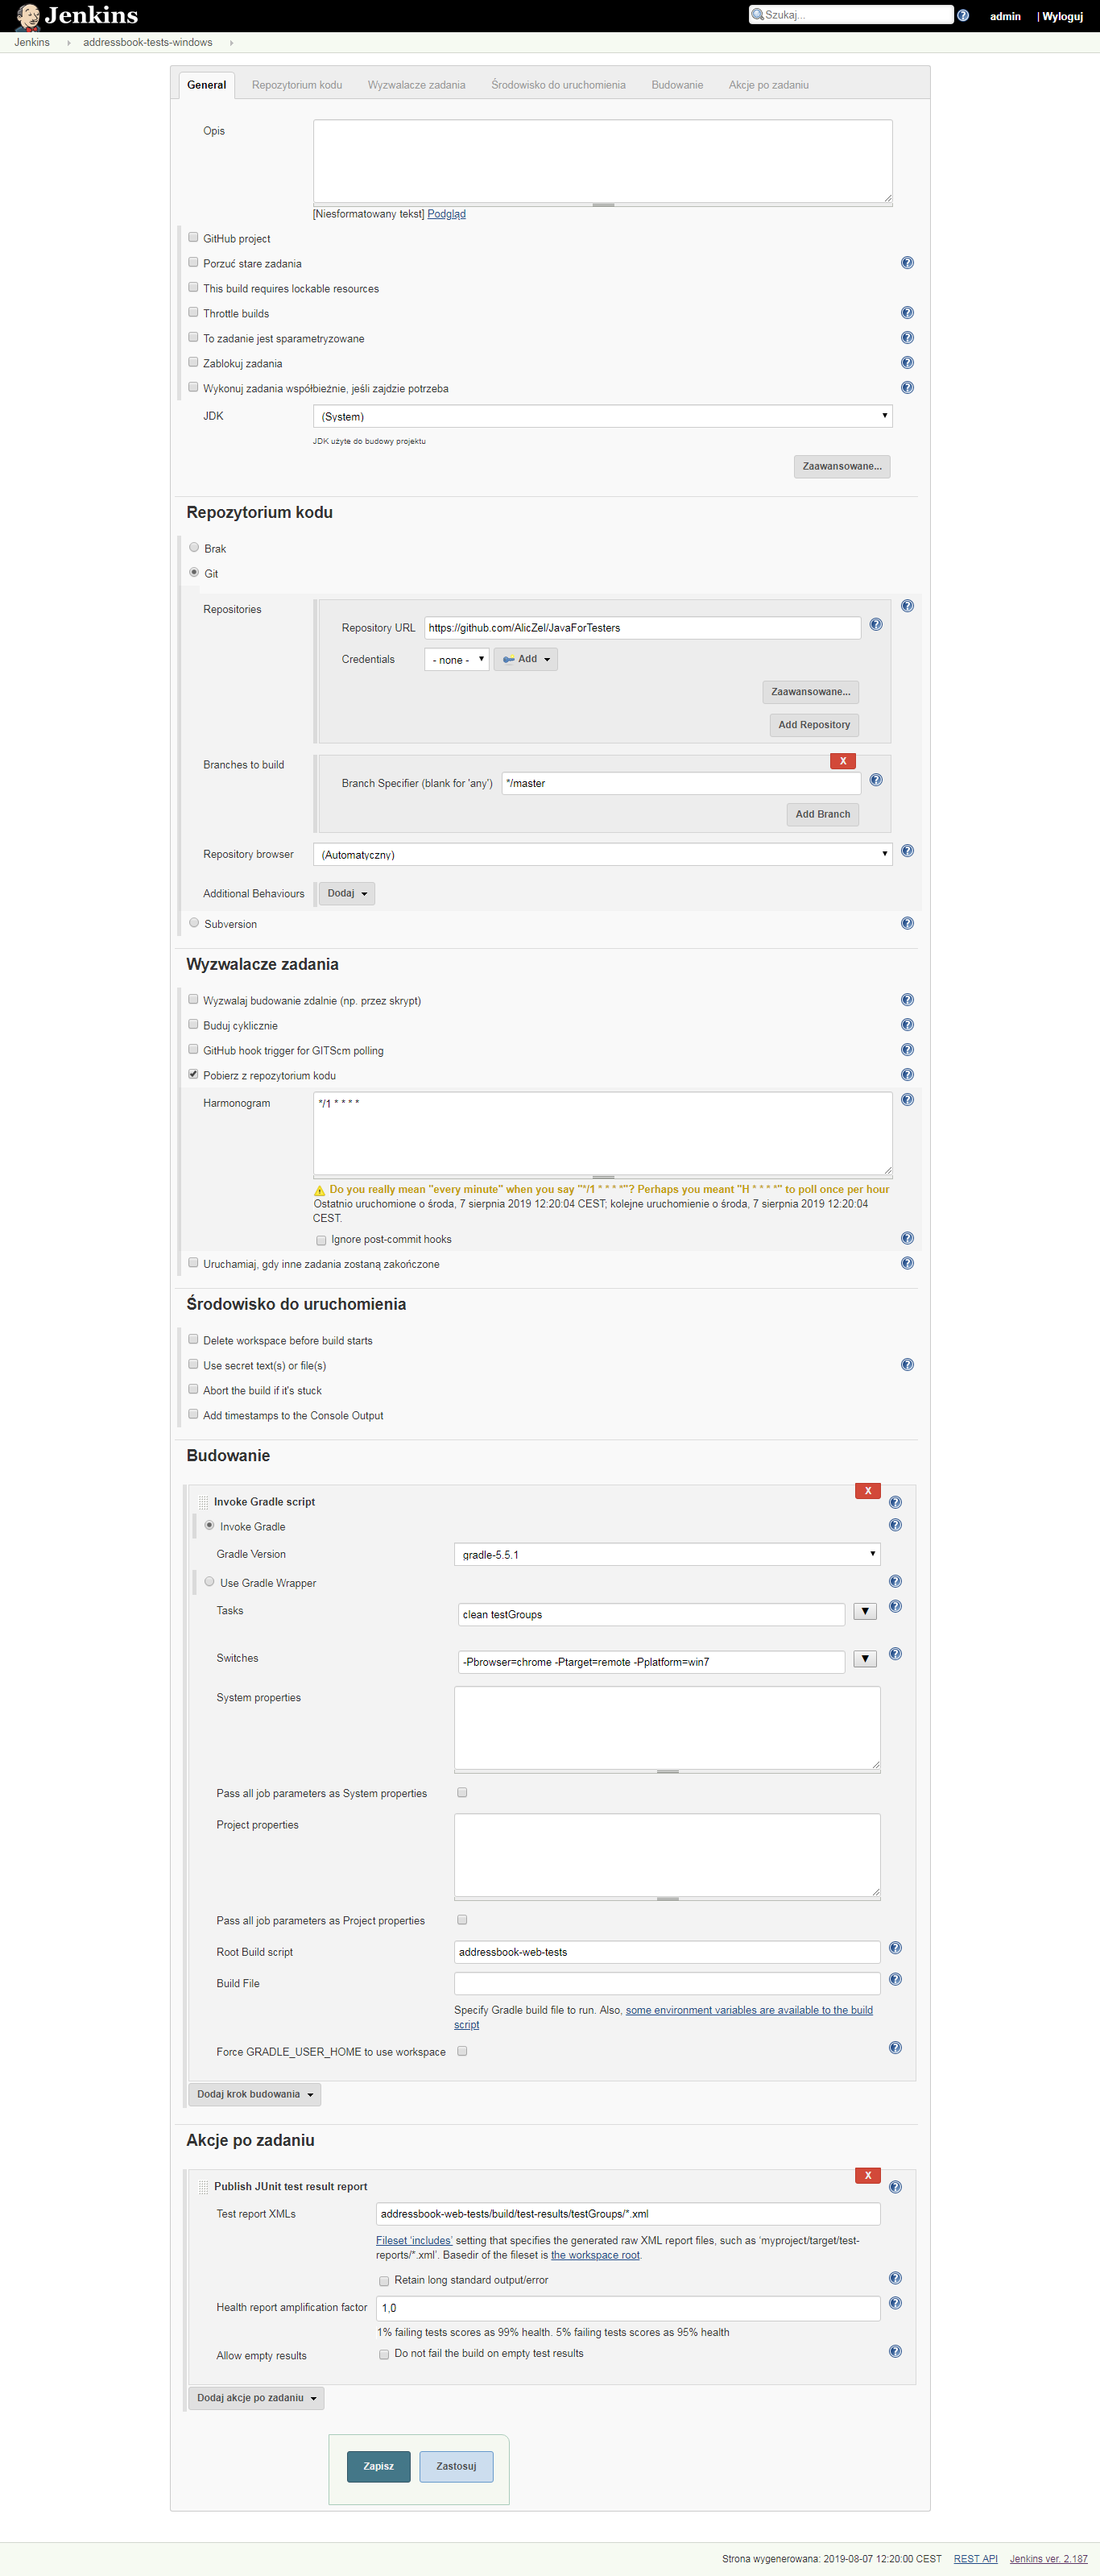 Jenkins
Szukaj...
admin
| Wyloguj
Jenkins
addressbook-tests-windows
General
Repozytorium kodu
Wyzwalacze zadania
Środowisko do uruchomienia
Budowanie
Akcje po zadaniu
Opis
[Niesformatowany tekst] Podgląd
GitHub project
Porzuć stare zadania
This build requires lockable resources
Throttle builds
To zadanie jest sparametryzowane
Zablokuj zadania
Wykonuj zadania współbieżnie, jeśli zajdzie potrzeba
JDK
(System)
JDK użyte do budowy projektu
Zaawansowane...
Repozytorium kodu
Brak
Git
Repositories
Repository URL
https://github.com/AlicZel/JavaForTesters
Credentials
- none -
Add
Zaawansowane...
Add Repository
Branches to build
X
Branch Specifier (blank for 'any')
*/master
Add Branch
Repository browser
(Automatyczny)
Additional Behaviours
Dodaj
Subversion
Wyzwalacze zadania
Wyzwalaj budowanie zdalnie (np. przez skrypt)
Buduj cyklicznie
GitHub hook trigger for GITScm polling
Pobierz z repozytorium kodu
Harmonogram
*/1 * * * *
Do you really mean "every minute" when you say "*/1 * * * *"? Perhaps you meant "H * * * *" to poll once per hour
Ostatnio uruchomione o środa, 7 sierpnia 2019 12:20:04 CEST; kolejne uruchomienie o środa, 7 sierpnia 2019 12:20:04
CEST.
Ignore post-commit hooks
Uruchamiaj, gdy inne zadania zostaną zakończone
Środowisko do uruchomienia
Delete workspace before build starts
Use secret text(s) or file(s)
Abort the build if it's stuck
Add timestamps to the Console Output
Budowanie
X
Invoke Gradle script
Invoke Gradle
Gradle Version
gradle-5.5.1
Use Gradle Wrapper
Tasks
clean testGroups
Switches
-Pbrowser=chrome -Ptarget=remote -Pplatform=win7
System properties
Pass all job parameters as System properties
Project properties
Pass all job parameters as Project properties
Root Build script
addressbook-web-tests
Build File
Specify Gradle build file to run. Also, some environment variables are available to the build
script
Force GRADLE_USER_HOME to use workspace
Dodaj krok budowania
Akcje po zadaniu
X
Publish JUnit test result report
Test report XMLs
addressbook-web-tests/build/test-results/testGroups/*.xml
Fileset 'includes' setting that specifies the generated raw XML report files, such as 'myproject/target/test-
reports/*.xml'. Basedir of the fileset is the workspace root.
Retain long standard output/error
Health report amplification factor
1,0
1% failing tests scores as 99% health. 5% failing tests scores as 95% health
Allow empty results
Do not fail the build on empty test results
Dodaj akcje po zadaniu
Zapisz
Zastosuj
Strona wygenerowana: 2019-08-07 12:20:00 CEST
REST API
Jenkins ver. 2.187